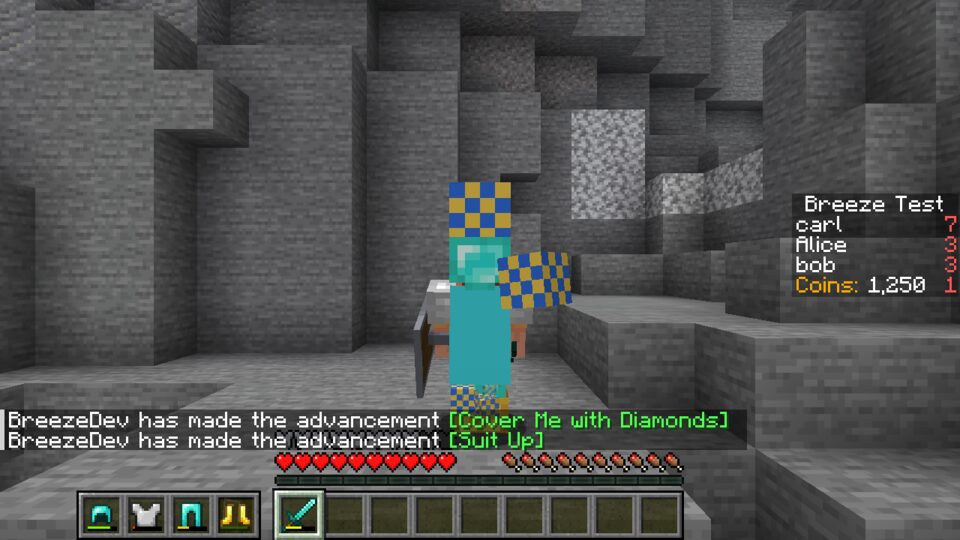 Breeze Test
carl 7
Alice 3
bob 3
Coins: 1,250 1
BreezeDev has made the advancement [Cover Me with Diamonds]
BreezeDev has made the advancement [Suit Up]